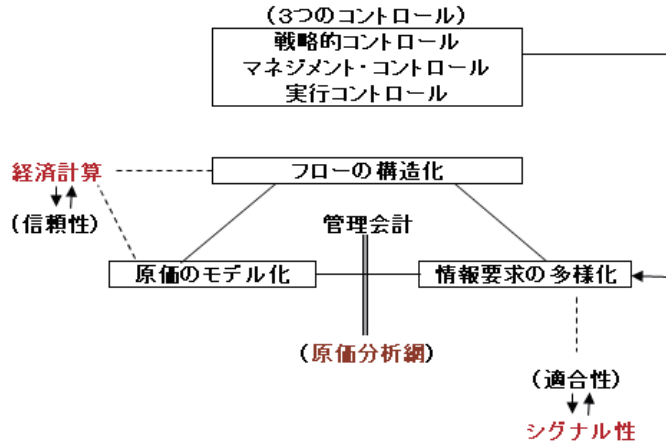 (3つのコントロール)
戦略的コントロール
マネジメント・コントロール
実行コントロール
経済計算
フローの構造化
(信頼性)
管理会計
原価のモデル化
情報要求の多様化
(原価分析網)
(適合性)
シグナル性